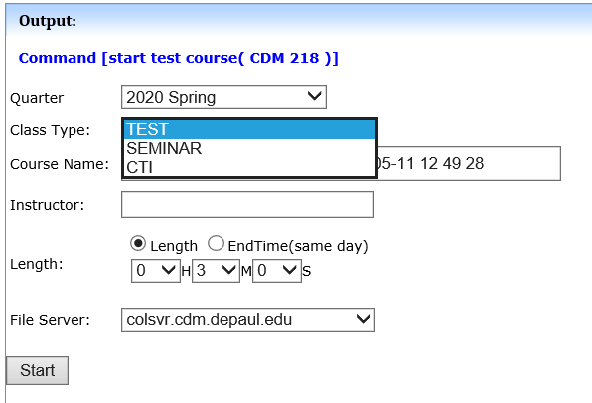 Output:
Command [start test course( CDM 218 )]
Quarter 2020 Spring
Class Type: TEST
SEMINAR
CTI
Course Name: 05-11 12 49 28
Instructor:
Length EndTime(same day)
Length: 0 H 3 M 0 S
File Server: colsvr.cdm.depaul.edu
Start